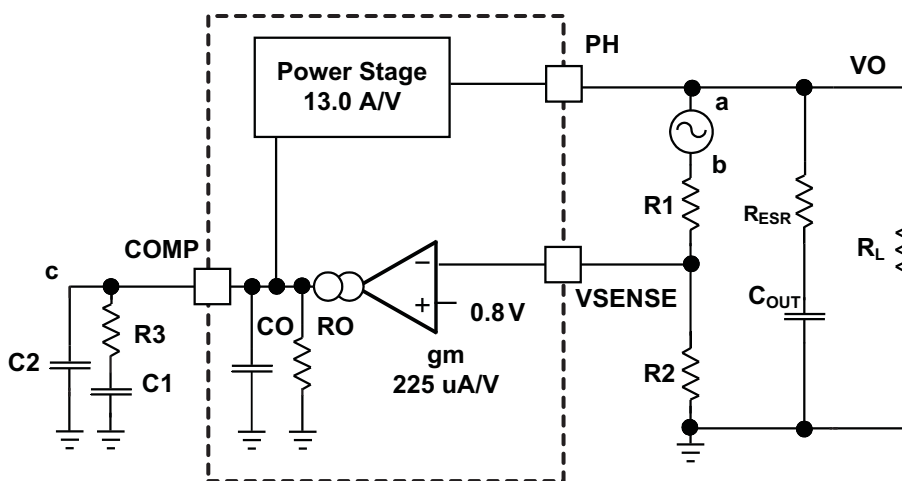 PH
VO
Power Stage
13.0 A/V
a
b
R1
RESR
RL
COMP
c
VSENSE
−
+
0.8 V
COUT
CO
RO
R3
C2
C1
gm
225 uA/V
R2